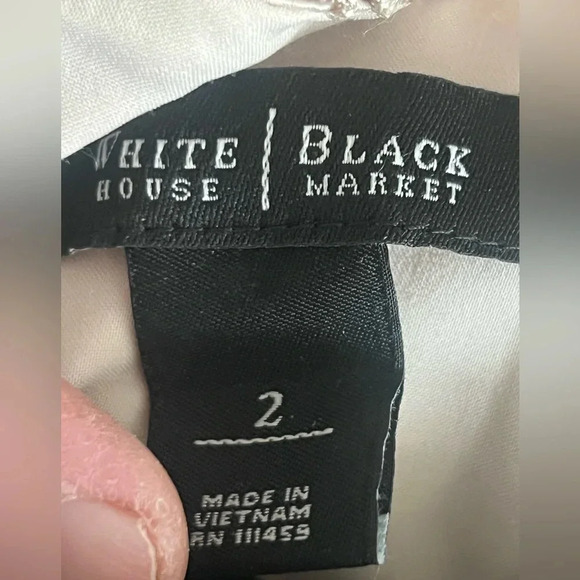 WHITE | BLACK
HOUSE | MARKET
2
MADE IN
VIETNAM
RN 111459